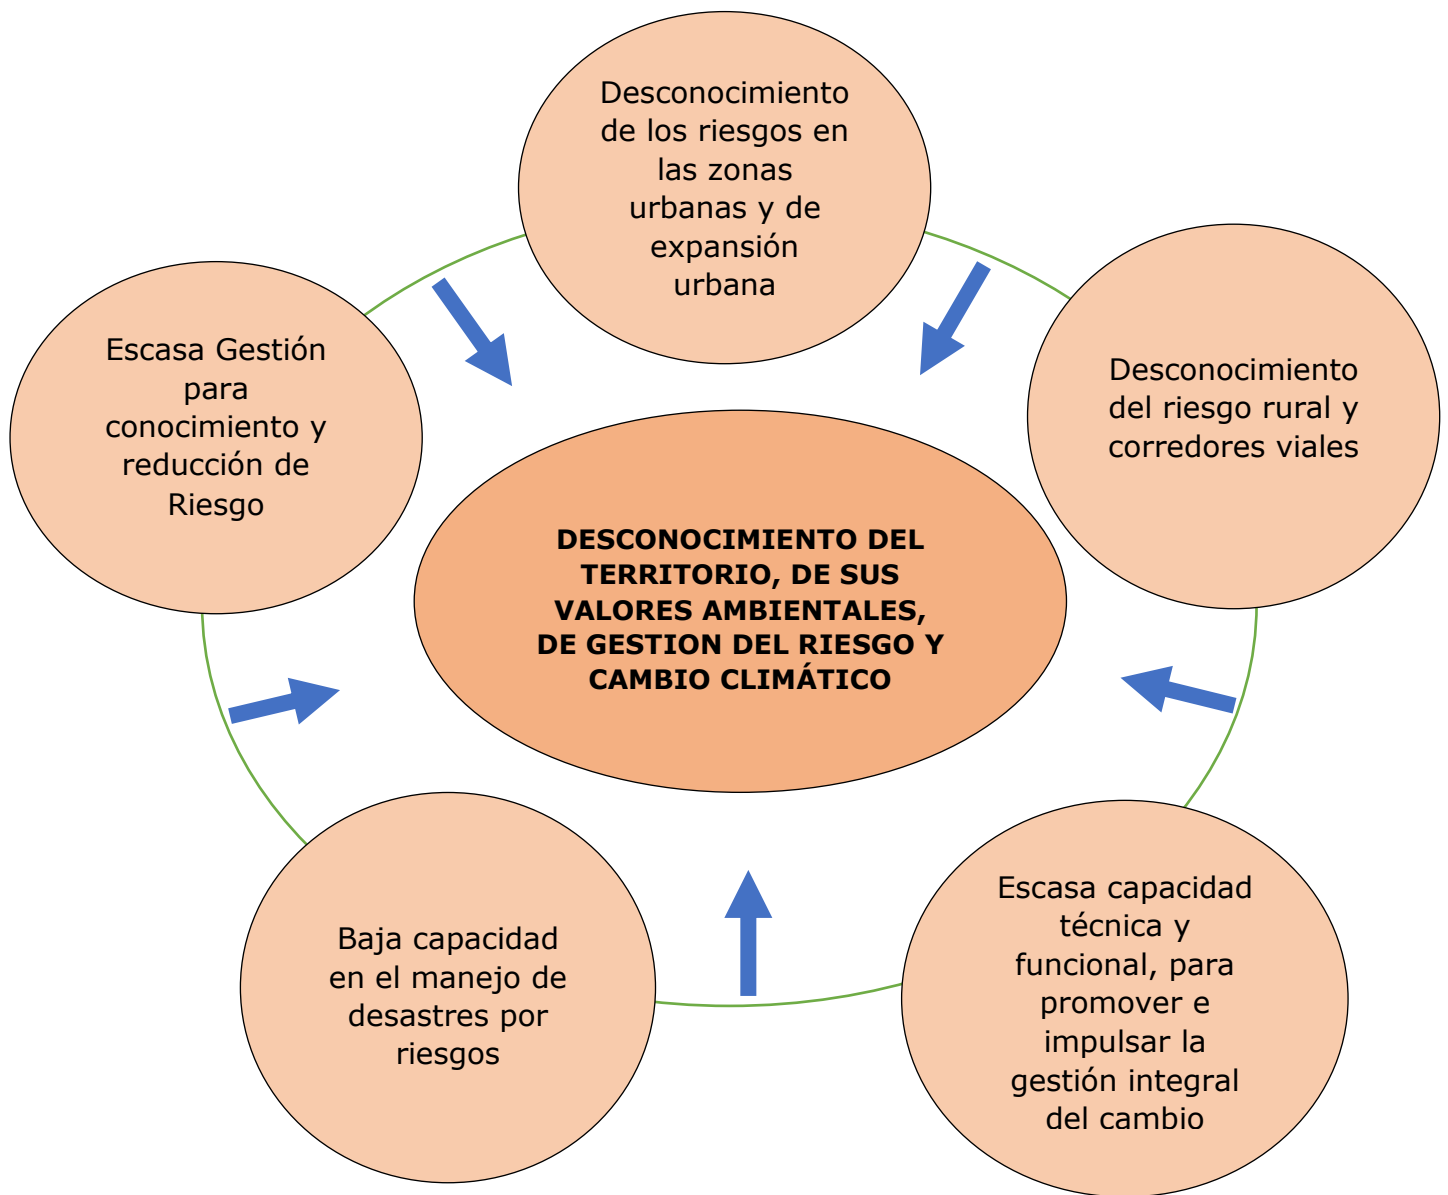 Desconocimiento
de los riesgos en
las zonas
urbanas y de
expansión
urbana
Escasa Gestión
para
conocimiento y
reducción de
Riesgo
Desconocimiento
del riesgo rural y
corredores viales
DESCONOCIMIENTO DEL
TERRITORIO, DE SUS
VALORES AMBIENTALES,
DE GESTION DEL RIESGO Y
CAMBIO CLIMÁTICO
Baja capacidad
en el manejo de
desastres por
riesgos
Escasa capacidad
técnica y
funcional, para
promover e
impulsar la
gestión integral
del cambio